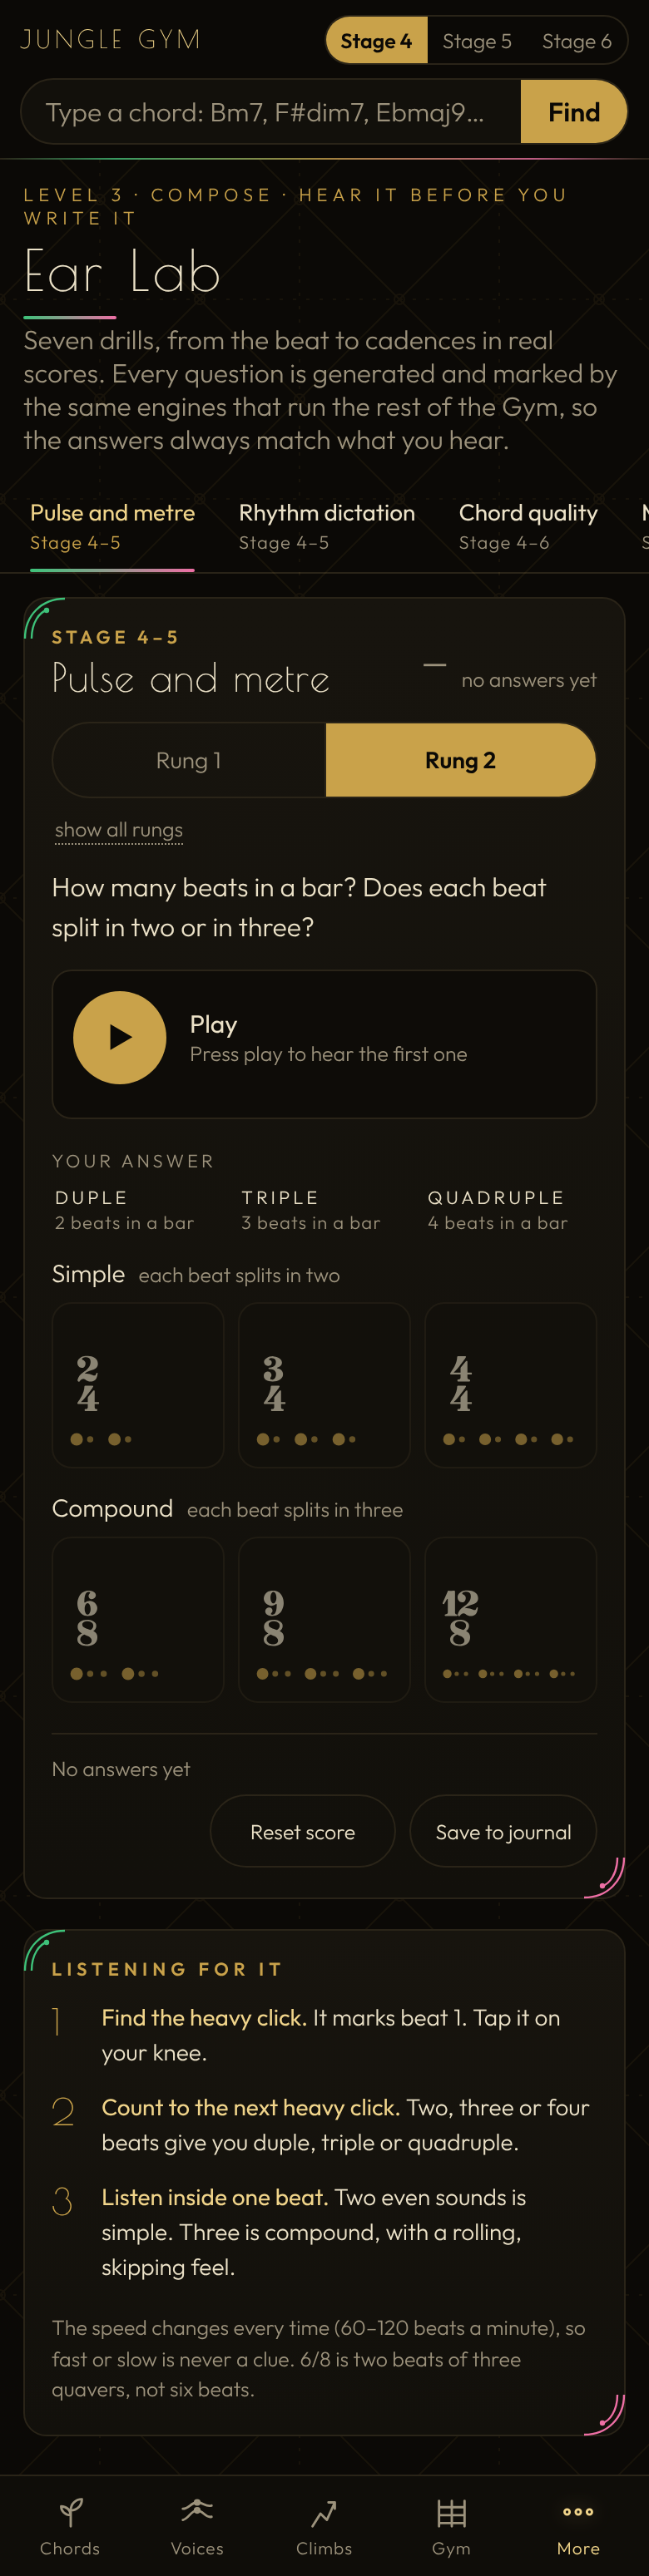 JUNGLE GYM
Stage 4
Stage 5
Stage 6
Type a chord: Bm7, F#dim7, Ebmaj9...
Find
LEVEL 3 · COMPOSE · HEAR IT BEFORE YOU
WRITE IT
Ear Lab
Seven drills, from the beat to cadences in real
scores. Every question is generated and marked by
the same engines that run the rest of the Gym, so
the answers always match what you hear.
Pulse and metre
Stage 4–5
Rhythm dictation
Stage 4–5
Chord quality
Stage 4–6
STAGE 4–5
Pulse and metre
— no answers yet
Rung 1
Rung 2
show all rungs
How many beats in a bar? Does each beat
split in two or in three?
Play
Press play to hear the first one
YOUR ANSWER
DUPLE
2 beats in a bar
TRIPLE
3 beats in a bar
QUADRUPLE
4 beats in a bar
Simple each beat splits in two
2
4
3
4
4
4
Compound each beat splits in three
6
8
9
8
12
8
No answers yet
Reset score
Save to journal
LISTENING FOR IT
1 Find the heavy click. It marks beat 1. Tap it on
your knee.
2 Count to the next heavy click. Two, three or four
beats give you duple, triple or quadruple.
3 Listen inside one beat. Two even sounds is
simple. Three is compound, with a rolling,
skipping feel.
The speed changes every time (60–120 beats a minute), so
fast or slow is never a clue. 6/8 is two beats of three
quavers, not six beats.
Chords
Voices
Climbs
Gym
More